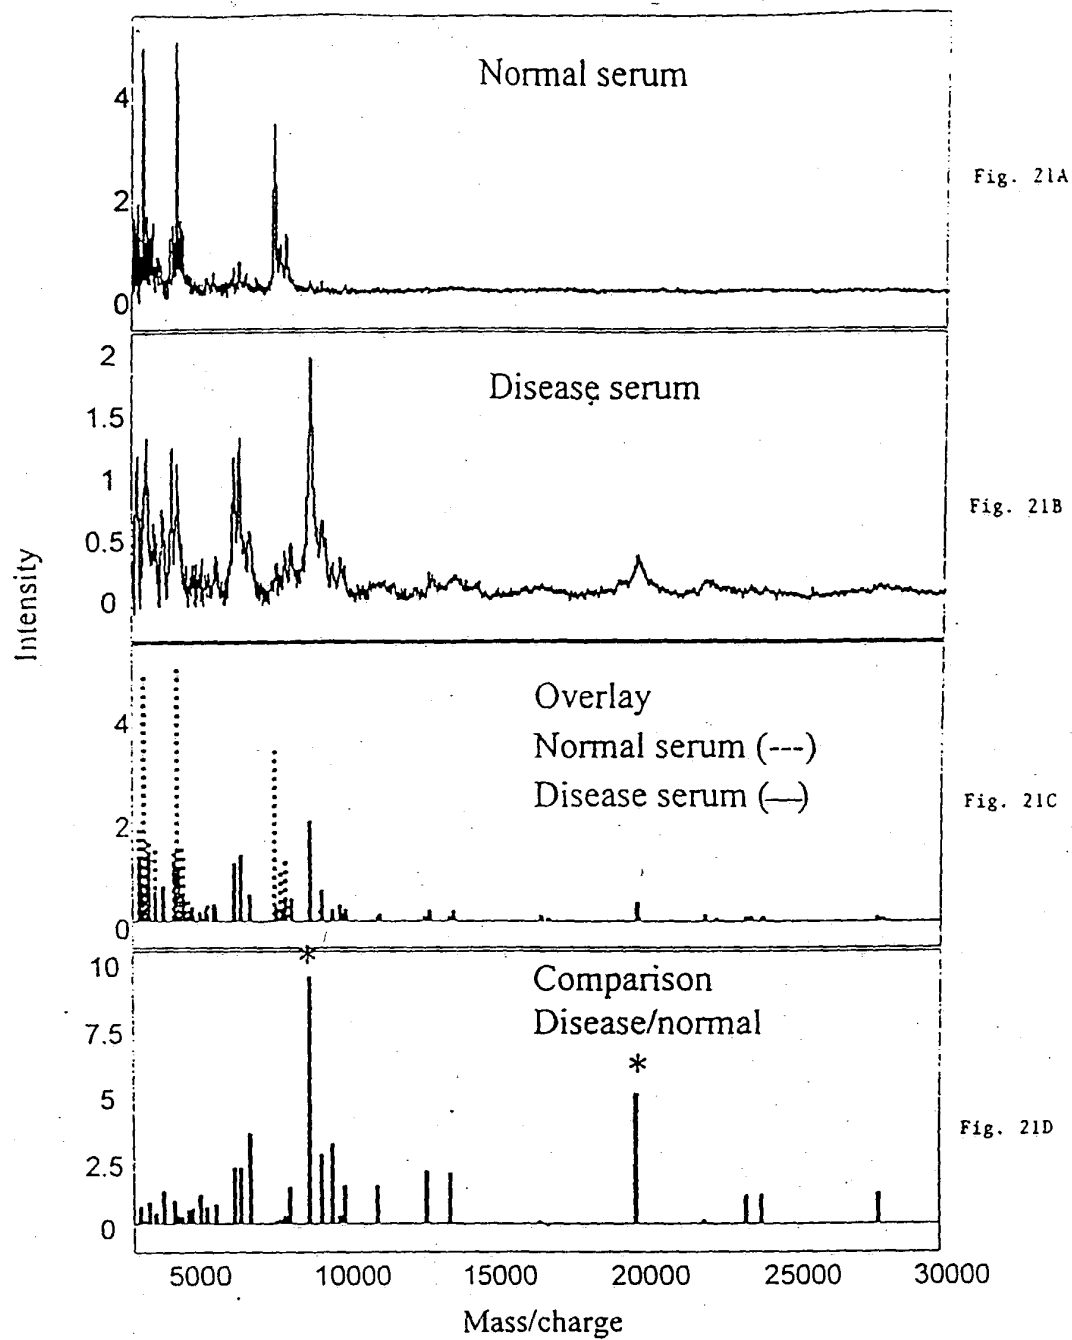 Normal serum
4
2
0
Fig. 21A
Disease serum
2
1.5
1
0.5
0
Fig. 21B
Intensity
Overlay
Normal serum (---)
Disease serum (—)
4
2
0
Fig. 21C
*
Comparison
Disease/normal
*
10
7.5
5
2.5
0
Fig. 21D
5000 10000 15000 20000 25000 30000
Mass/charge